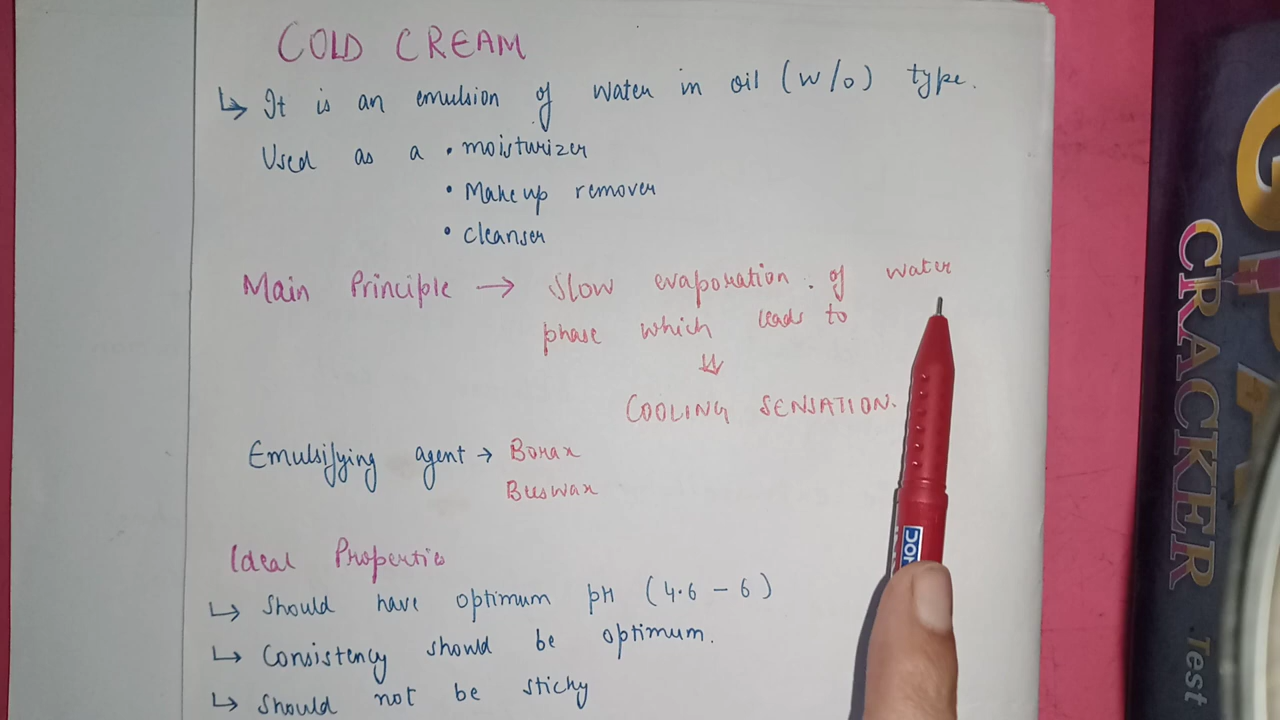 COLD CREAM
↳ It is an emulsion of water in oil (w/o) type.
Used as a • moisturizer
• Makeup remover
• cleanser
Main Principle → Slow evaporation of water
phase which leads to
⇓
COOLING SENSATION.
Emulsifying agent → Borax
Beeswax
Ideal Properties
↳ Should have optimum pH (4.6 – 6)
↳ Consistency should be optimum.
↳ Should not be sticky
CRACKER
Test